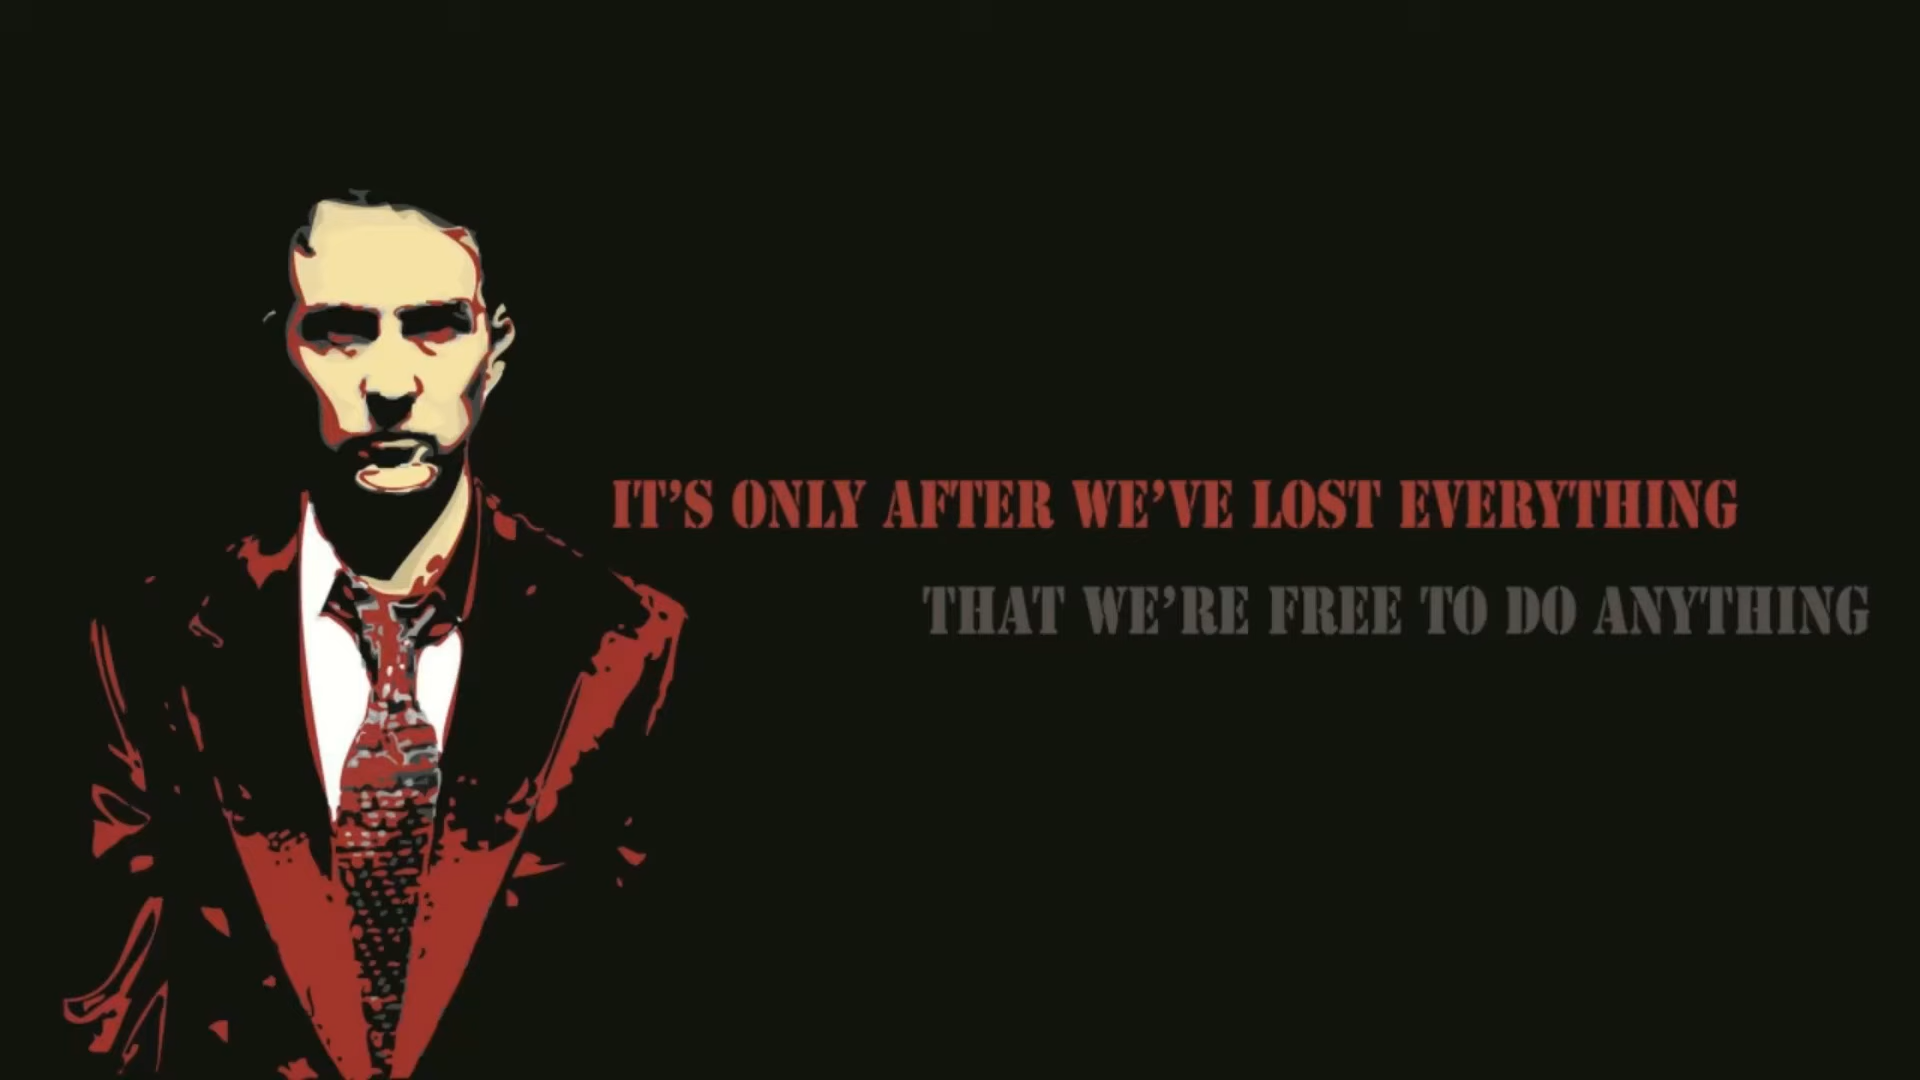 IT’S ONLY AFTER WE’VE LOST EVERYTHING
THAT WE’RE FREE TO DO ANYTHING